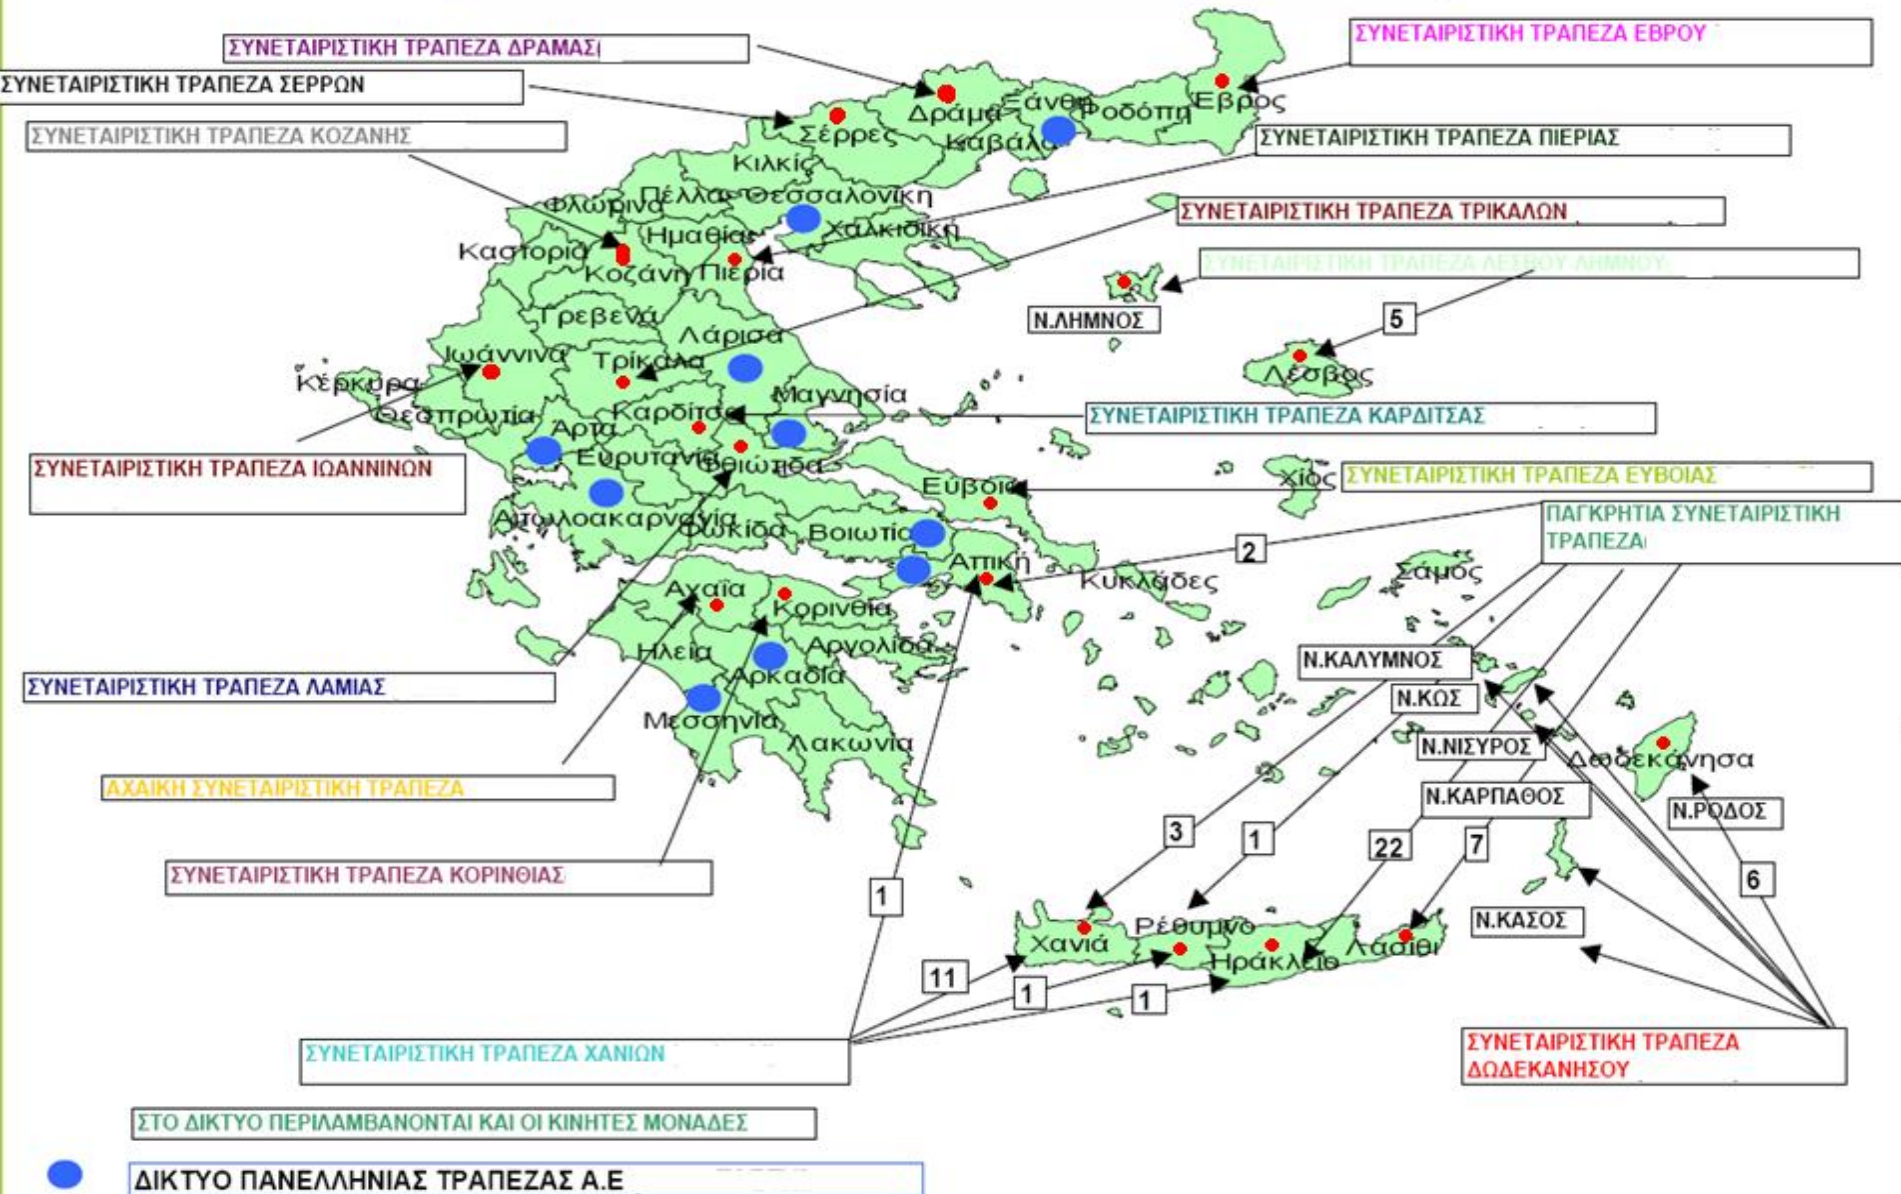 ΣΥΝΕΤΑΙΡΙΣΤΙΚΗ ΤΡΑΠΕΖΑ ΕΒΡΟΥ
ΣΥΝΕΤΑΙΡΙΣΤΙΚΗ ΤΡΑΠΕΖΑ ΔΡΑΜΑΣ
ΣΥΝΕΤΑΙΡΙΣΤΙΚΗ ΤΡΑΠΕΖΑ ΣΕΡΡΩΝ
ΣΥΝΕΤΑΙΡΙΣΤΙΚΗ ΤΡΑΠΕΖΑ ΚΟΖΑΝΗΣ
ΣΥΝΕΤΑΙΡΙΣΤΙΚΗ ΤΡΑΠΕΖΑ ΠΙΕΡΙΑΣ
ΣΥΝΕΤΑΙΡΙΣΤΙΚΗ ΤΡΑΠΕΖΑ ΤΡΙΚΑΛΩΝ
ΣΥΝΕΤΑΙΡΙΣΤΙΚΗ ΤΡΑΠΕΖΑ ΛΕΣΒΟΥ-ΛΗΜΝΟΥ
Έβρος
Ξάνθη
Ροδόπη
Δράμα
Καβάλα
Σέρρες
Κιλκίς
Πέλλα
Θεσσαλονίκη
Φλώρινα
Χαλκιδική
Ημαθία
Καστοριά
Κοζάνη
Πιερία
Ν.ΛΗΜΝΟΣ
5
Γρεβενά
Λάρισα
Ιωάννινα
Τρίκαλα
Λέσβος
Κέρκυρα
Μαγνησία
Θεσπρωτία
Καρδίτσα
ΣΥΝΕΤΑΙΡΙΣΤΙΚΗ ΤΡΑΠΕΖΑ ΚΑΡΔΙΤΣΑΣ
Άρτα
Ευρυτανία
Φθιώτιδα
ΣΥΝΕΤΑΙΡΙΣΤΙΚΗ ΤΡΑΠΕΖΑ ΙΩΑΝΝΙΝΩΝ
Χίος
ΣΥΝΕΤΑΙΡΙΣΤΙΚΗ ΤΡΑΠΕΖΑ ΕΥΒΟΙΑΣ
Εύβοια
ΠΑΓΚΡΗΤΙΑ ΣΥΝΕΤΑΙΡΙΣΤΙΚΗ
ΤΡΑΠΕΖΑ
Αιτωλοακαρνανία
Φωκίδα
Βοιωτία
2
Αττική
Κυκλάδες
Σάμος
Αχαΐα
Κορινθία
Ηλεία
Αργολίδα
Αρκαδία
Ν.ΚΑΛΥΜΝΟΣ
ΣΥΝΕΤΑΙΡΙΣΤΙΚΗ ΤΡΑΠΕΖΑ ΛΑΜΙΑΣ
Ν.ΚΩΣ
Μεσσηνία
Λακωνία
Ν.ΝΙΣΥΡΟΣ
Δωδεκάνησα
ΑΧΑΙΚΗ ΣΥΝΕΤΑΙΡΙΣΤΙΚΗ ΤΡΑΠΕΖΑ
Ν.ΚΑΡΠΑΘΟΣ
Ν.ΡΟΔΟΣ
3
1
22
7
ΣΥΝΕΤΑΙΡΙΣΤΙΚΗ ΤΡΑΠΕΖΑ ΚΟΡΙΝΘΙΑΣ
6
1
Ν.ΚΑΣΟΣ
Χανιά
Ρέθυμνο
Ηράκλειο
Λασίθι
11
1
1
ΣΥΝΕΤΑΙΡΙΣΤΙΚΗ ΤΡΑΠΕΖΑ ΧΑΝΙΩΝ
ΣΥΝΕΤΑΙΡΙΣΤΙΚΗ ΤΡΑΠΕΖΑ
ΔΩΔΕΚΑΝΗΣΟΥ
ΣΤΟ ΔΙΚΤΥΟ ΠΕΡΙΛΑΜΒΑΝΟΝΤΑΙ ΚΑΙ ΟΙ ΚΙΝΗΤΕΣ ΜΟΝΑΔΕΣ
ΔΙΚΤΥΟ ΠΑΝΕΛΛΗΝΙΑΣ ΤΡΑΠΕΖΑΣ Α.Ε